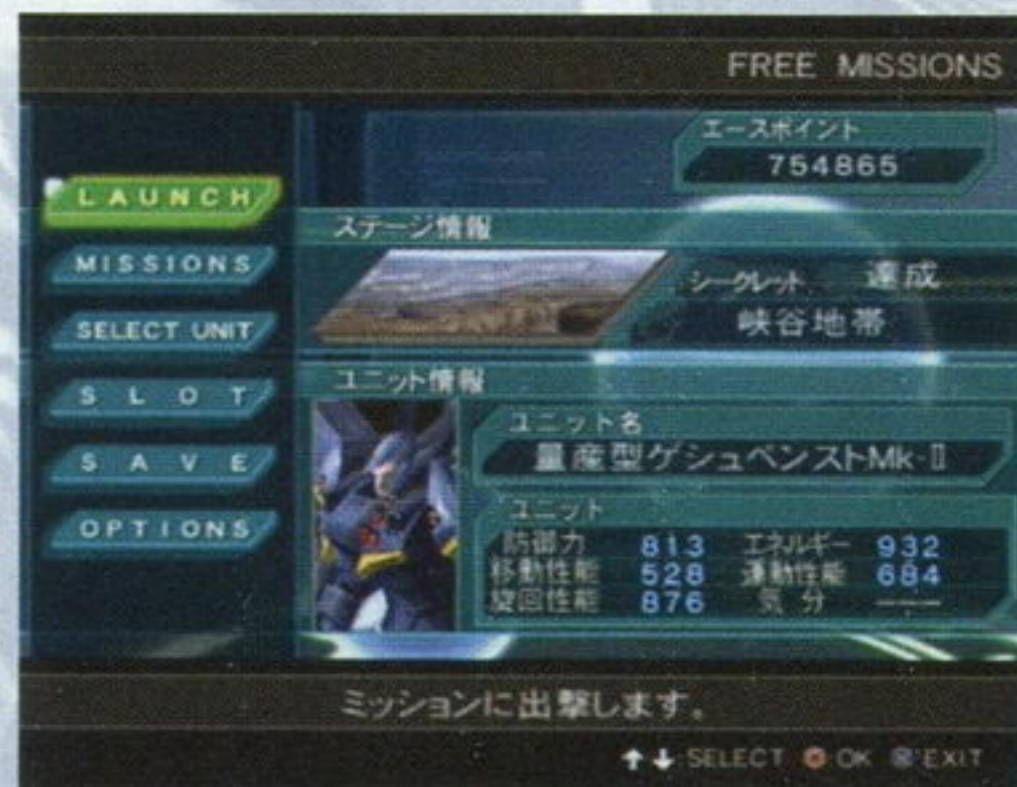 FREE MISSIONS
エースポイント
754865
LAUNCH
MISSIONS
SELECT UNIT
SLOT
SAVE
OPTIONS
ステージ情報
シークレット 達成
峡谷地帯
ユニット情報
ユニット名
量産型ゲシュペンストMk-Ⅱ
ユニット
防御力 813 エネルギー 932
移動性能 528 運動性能 684
旋回性能 876 気分 ---
ミッションに出撃します。
↑↓:SELECT ○:OK ×:EXIT